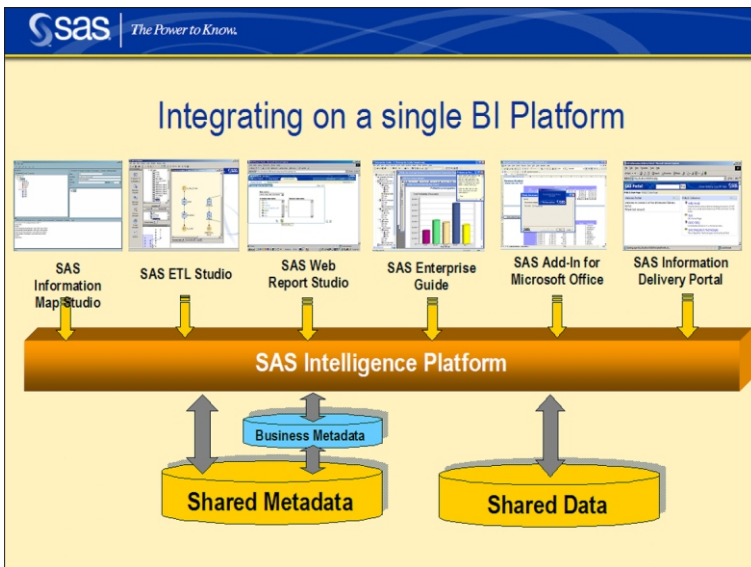 sas
The Power to Know.
Integrating on a single BI Platform
SAS
Information
Map Studio
SAS ETL Studio
SAS Web
Report Studio
SAS Enterprise
Guide
SAS Add-In for
Microsoft Office
SAS Information
Delivery Portal
SAS Intelligence Platform
Business Metadata
Shared Metadata
Shared Data